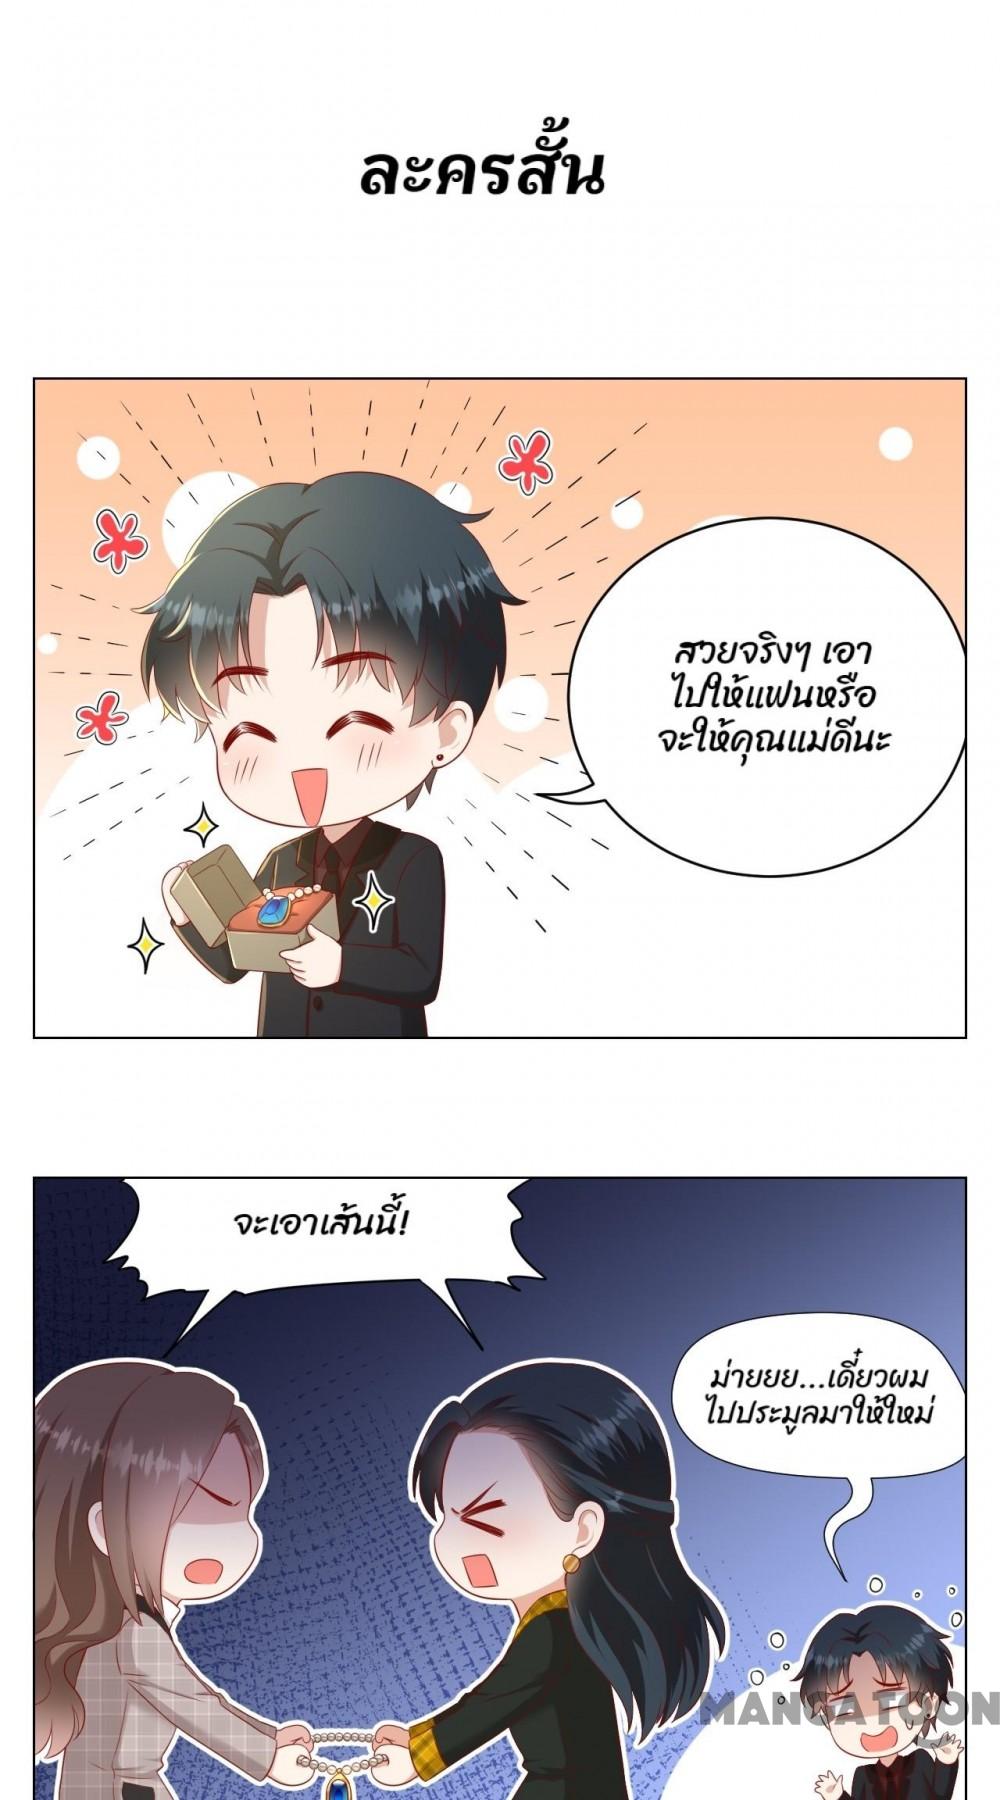 ละครสั้น
สวยจริงๆ เอา
ไปให้แฟนหรือ
จะให้คุณแม่ดีนะ
จะเอาเส้นนี้!
ม่ายยย...เดี๋ยวผม
ไปประมูลมาให้ใหม่
MANGATOON